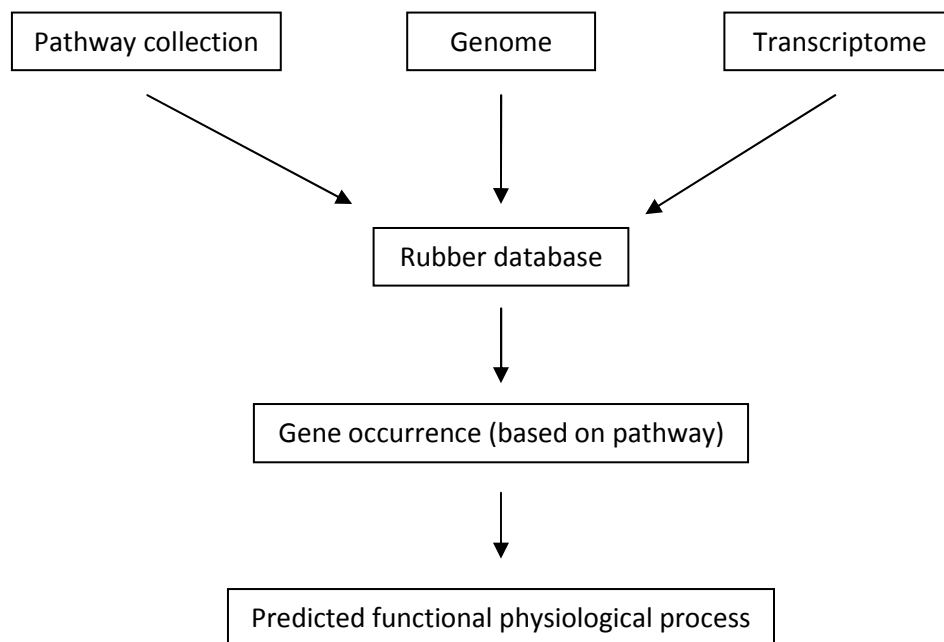 Pathway collection
Genome
Transcriptome
Rubber database
Gene occurrence (based on pathway)
Predicted functional physiological process